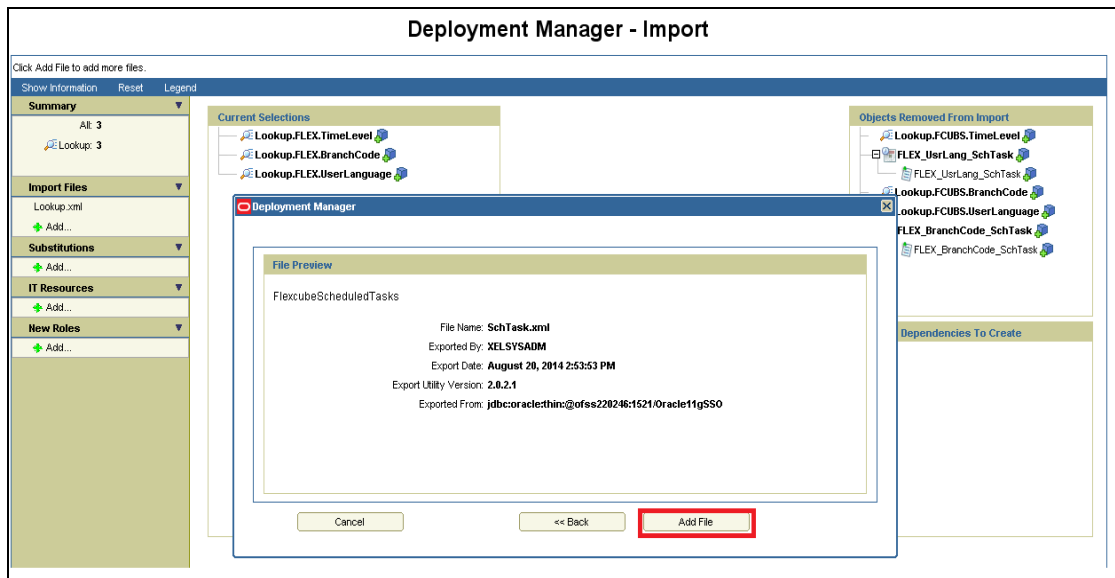 Deployment Manager - Import
Click Add File to add more files.
Show Information Reset Legend
Summary
All: 3
Lookup: 3
Import Files
Lookup.xml
Add...
Substitutions
Add...
IT Resources
Add...
New Roles
Add...
Current Selections
Lookup.FLEX.TimeLevel
Lookup.FLEX.BranchCode
Lookup.FLEX.UserLanguage
Objects Removed From Import
Lookup.FCUBS.TimeLevel
FLEX_UsrLang_SchTask
FLEX_UsrLang_SchTask
Lookup.FCUBS.BranchCode
Lookup.FCUBS.UserLanguage
FLEX_BranchCode_SchTask
FLEX_BranchCode_SchTask
Dependencies To Create
Deployment Manager
File Preview
FlexcubeScheduledTasks
File Name: SchTask.xml
Exported By: XELSYSADM
Export Date: August 20, 2014 2:53:53 PM
Export Utility Version: 2.0.2.1
Exported From: jdbc:oracle:thin:@ofss220246:1521/Oracle11gSSO
Cancel
<< Back
Add File